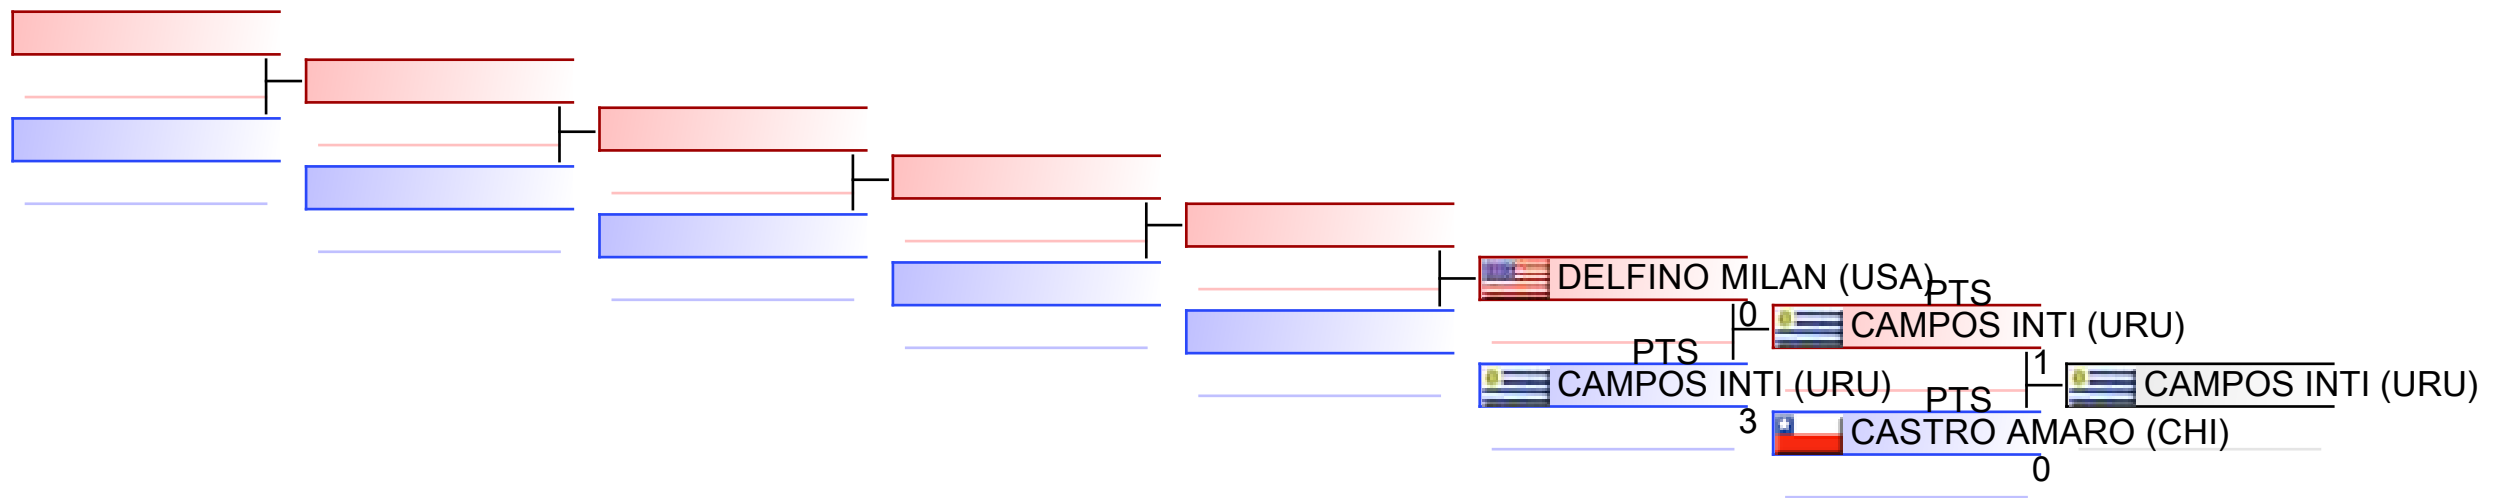 DELFINO MILAN (USA)
0
PTS
CAMPOS INTI (URU)
3
PTS
CAMPOS INTI (URU)
1
PTS
CASTRO AMARO (CHI)
0
CAMPOS INTI (URU)